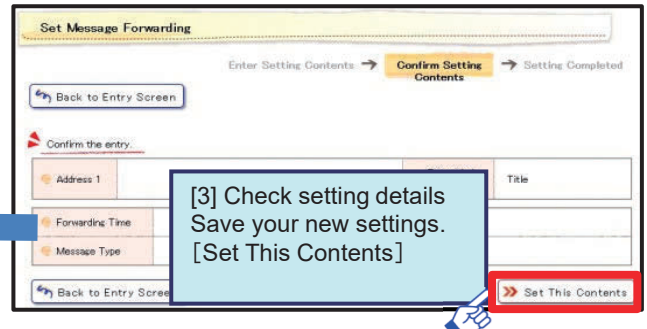 Set Message Forwarding
Enter Setting Contents → Confirm Setting Contents → Setting Completed
Back to Entry Screen
Confirm the entry.
Address 1
Title
[3] Check setting details
Save your new settings.
[Set This Contents]
Forwarding Time
Message Type
Back to Entry Scree
Set This Contents